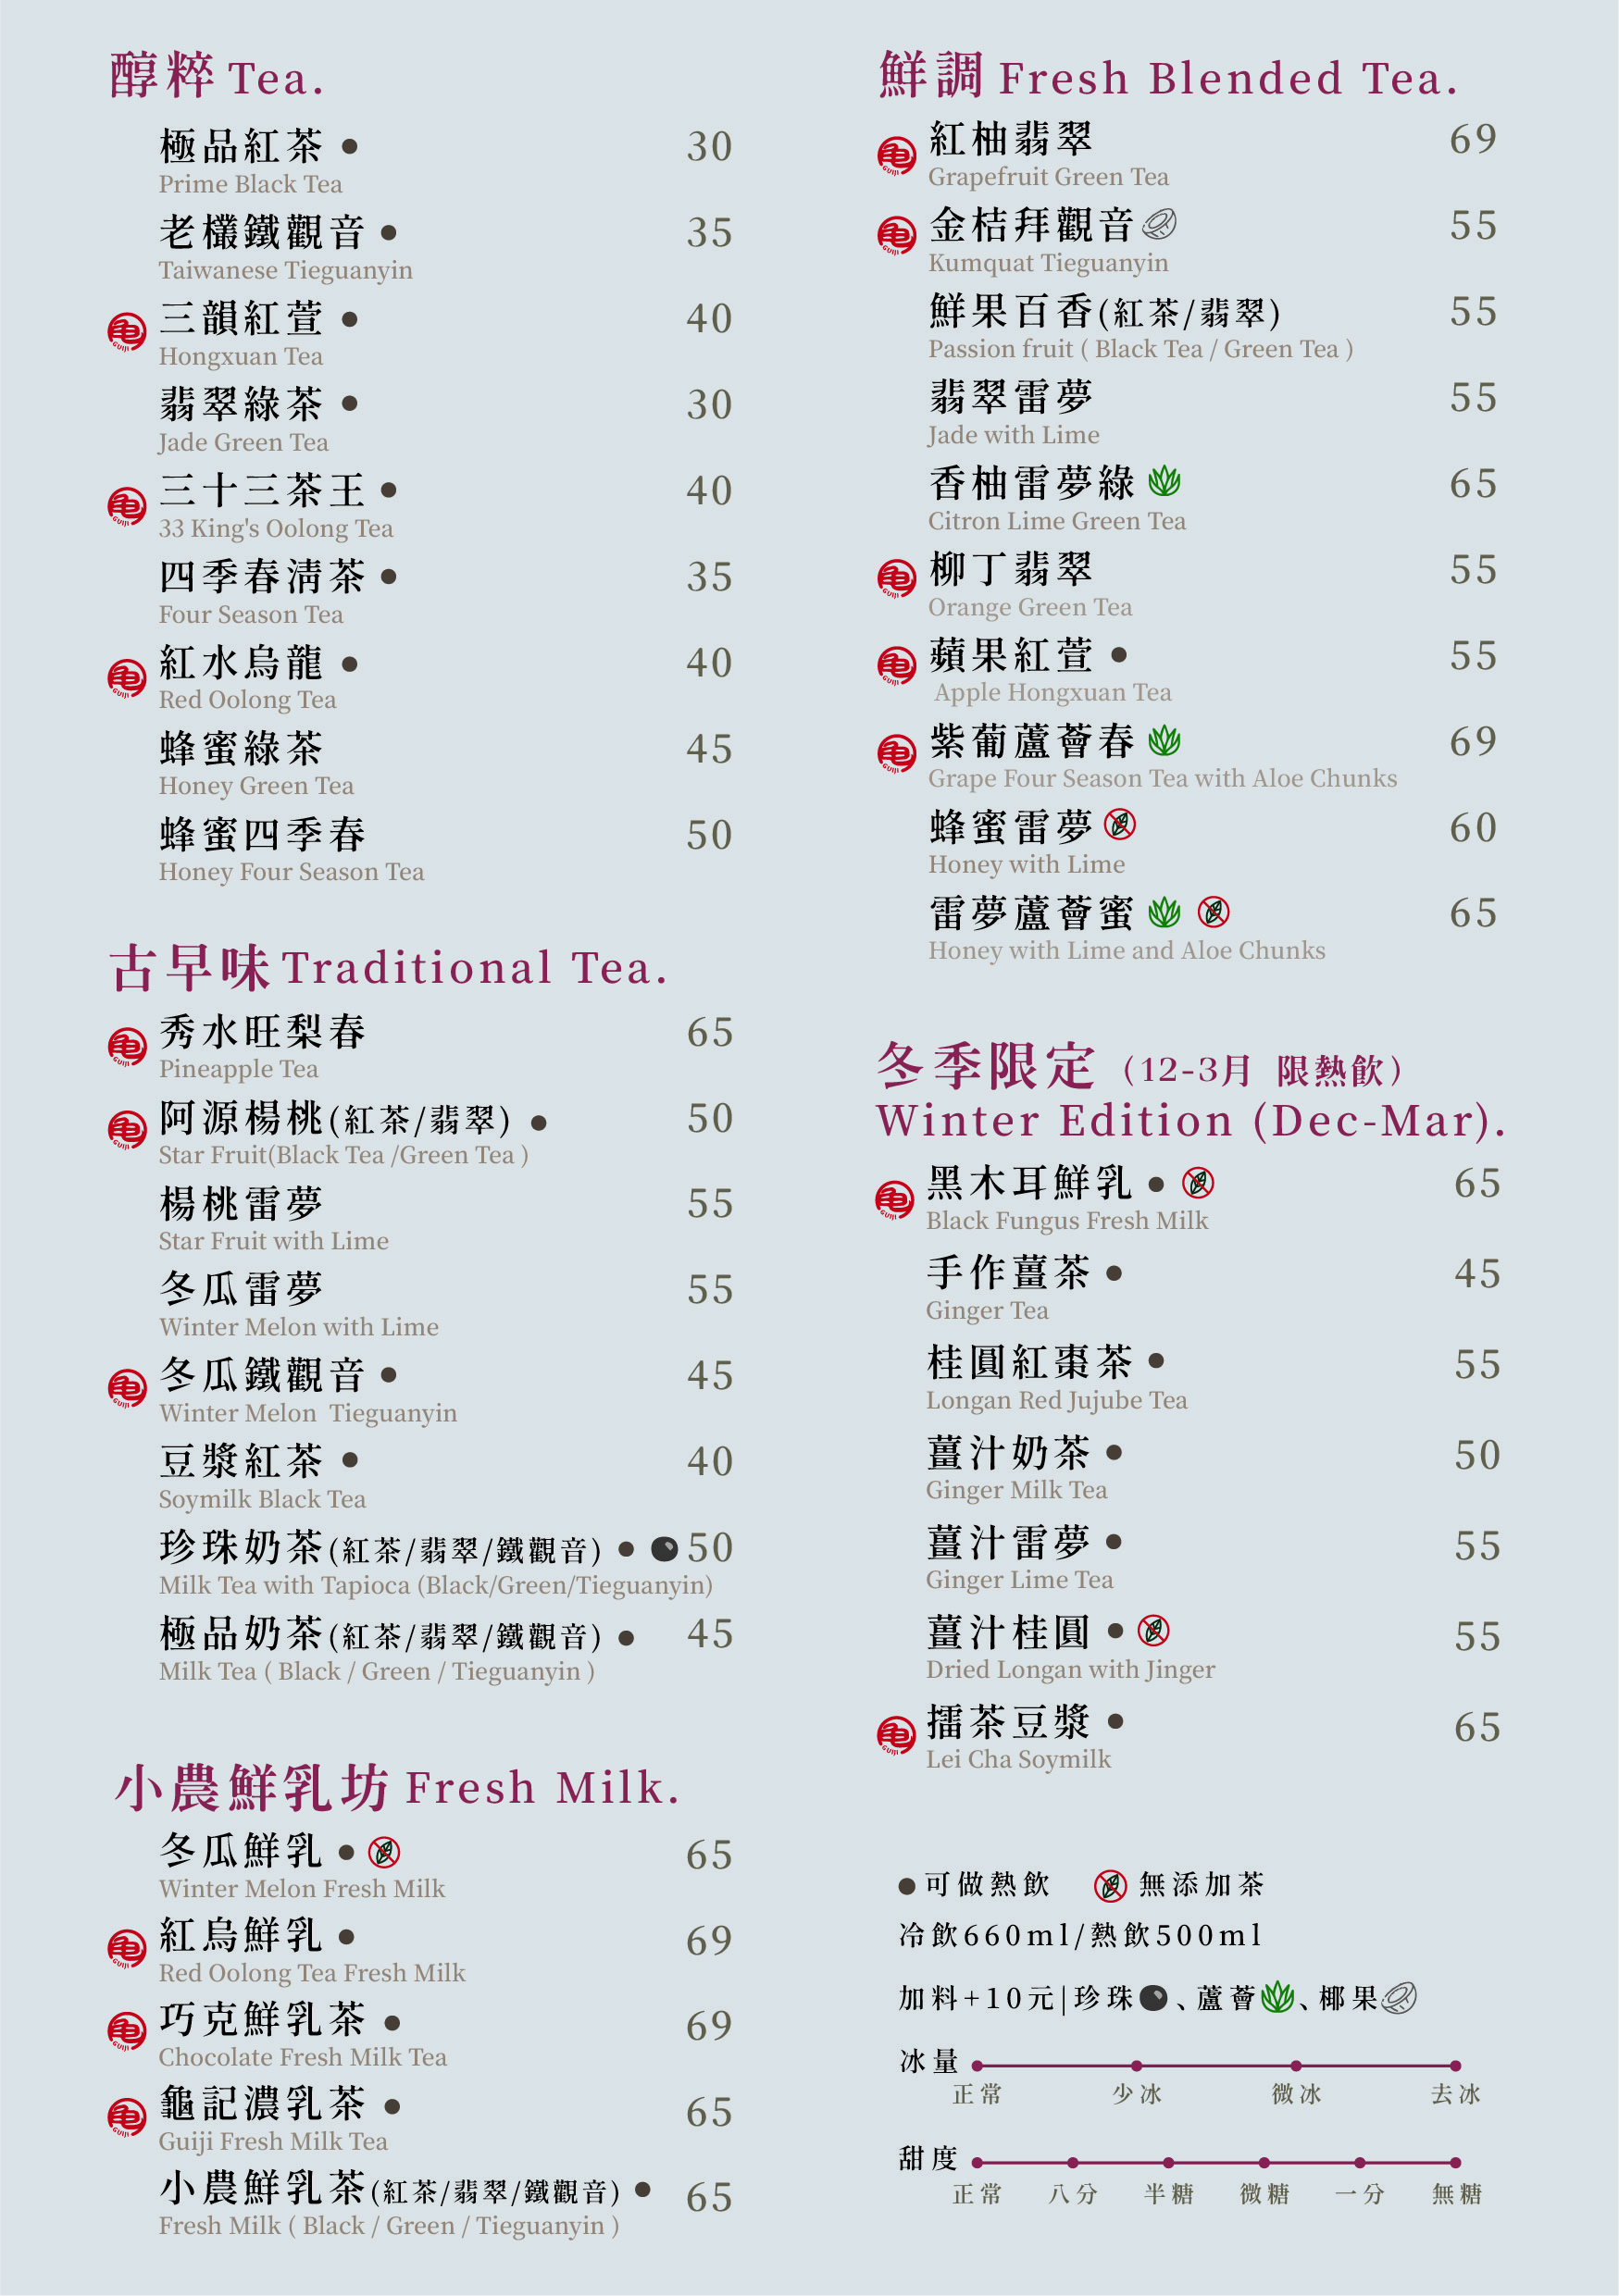 醇粹 Tea.
極品紅茶 ● 30
Prime Black Tea
老欉鐵觀音 ● 35
Taiwanese Tieguanyin
三韻紅萱 ● 40
Hongxuan Tea
翡翠綠茶 ● 30
Jade Green Tea
三十三茶王 ● 40
33 King's Oolong Tea
四季春清茶 ● 35
Four Season Tea
紅水烏龍 ● 40
Red Oolong Tea
蜂蜜綠茶 45
Honey Green Tea
蜂蜜四季春 50
Honey Four Season Tea
古早味 Traditional Tea.
秀水旺梨春 65
Pineapple Tea
阿源楊桃(紅茶/翡翠) ● 50
Star Fruit(Black Tea /Green Tea )
楊桃雷夢 55
Star Fruit with Lime
冬瓜雷夢 55
Winter Melon with Lime
冬瓜鐵觀音 ● 45
Winter Melon Tieguanyin
豆漿紅茶 ● 40
Soymilk Black Tea
珍珠奶茶(紅茶/翡翠/鐵觀音) ● 50
Milk Tea with Tapioca (Black/Green/Tieguanyin)
極品奶茶(紅茶/翡翠/鐵觀音) ● 45
Milk Tea ( Black / Green / Tieguanyin )
小農鮮乳坊 Fresh Milk.
冬瓜鮮乳 ● 65
Winter Melon Fresh Milk
紅烏鮮乳 ● 69
Red Oolong Tea Fresh Milk
巧克鮮乳茶 ● 69
Chocolate Fresh Milk Tea
龜記濃乳茶 ● 65
Guiji Fresh Milk Tea
小農鮮乳茶(紅茶/翡翠/鐵觀音) ● 65
Fresh Milk ( Black / Green / Tieguanyin )
鮮調 Fresh Blended Tea.
紅柚翡翠 69
Grapefruit Green Tea
金桔拜觀音 55
Kumquat Tieguanyin
鮮果百香(紅茶/翡翠) 55
Passion fruit ( Black Tea / Green Tea )
翡翠雷夢 55
Jade with Lime
香柚雷夢綠 65
Citron Lime Green Tea
柳丁翡翠 55
Orange Green Tea
蘋果紅萱 ● 55
Apple Hongxuan Tea
紫葡蘆薈春 69
Grape Four Season Tea with Aloe Chunks
蜂蜜雷夢 60
Honey with Lime
雷夢蘆薈蜜 65
Honey with Lime and Aloe Chunks
冬季限定 (12-3月 限熱飲)
Winter Edition (Dec-Mar).
黑木耳鮮乳 ● 65
Black Fungus Fresh Milk
手作薑茶 ● 45
Ginger Tea
桂圓紅棗茶 ● 55
Longan Red Jujube Tea
薑汁奶茶 ● 50
Ginger Milk Tea
薑汁雷夢 ● 55
Ginger Lime Tea
薑汁桂圓 ● 55
Dried Longan with Jinger
擂茶豆漿 ● 65
Lei Cha Soymilk
●可做熱飲 無添加茶
冷飲660ml/熱飲500ml
加料+10元|珍珠、蘆薈、椰果
冰量
正常 少冰 微冰 去冰
甜度
正常 八分 半糖 微糖 一分 無糖